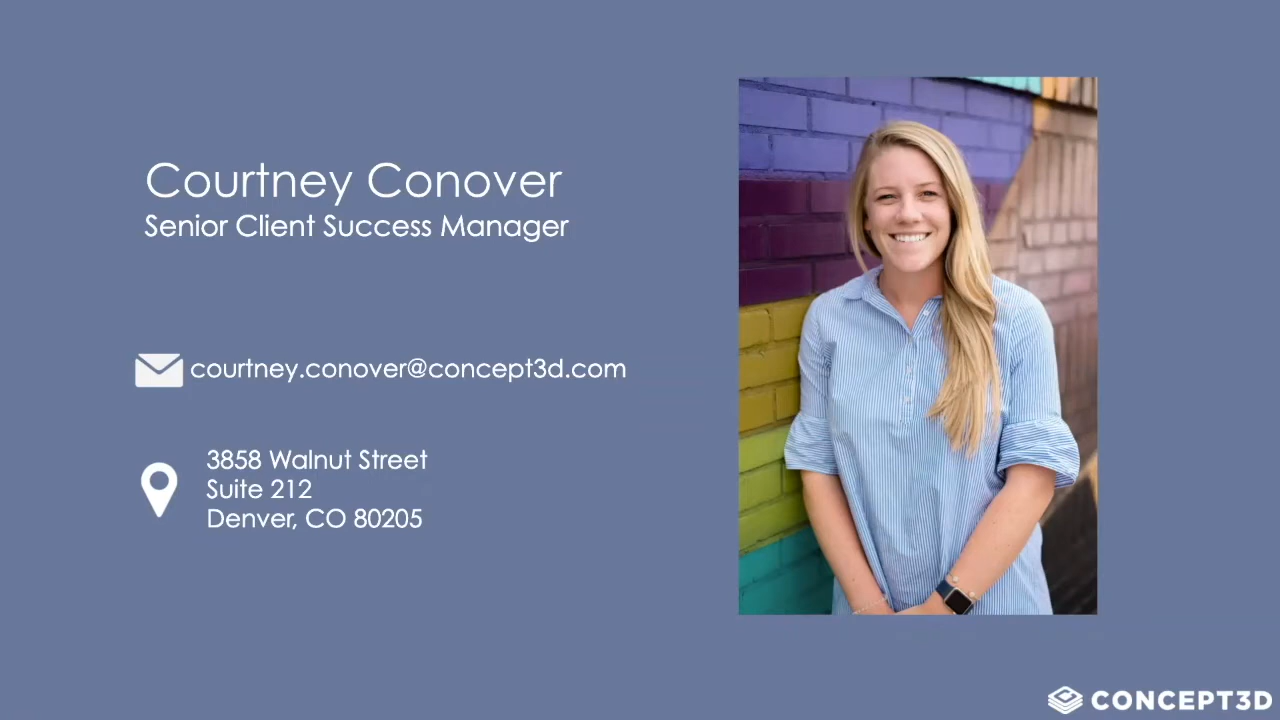 Courtney Conover
Senior Client Success Manager
courtney.conover@concept3d.com
3858 Walnut Street
Suite 212
Denver, CO 80205
CONCEPT3D